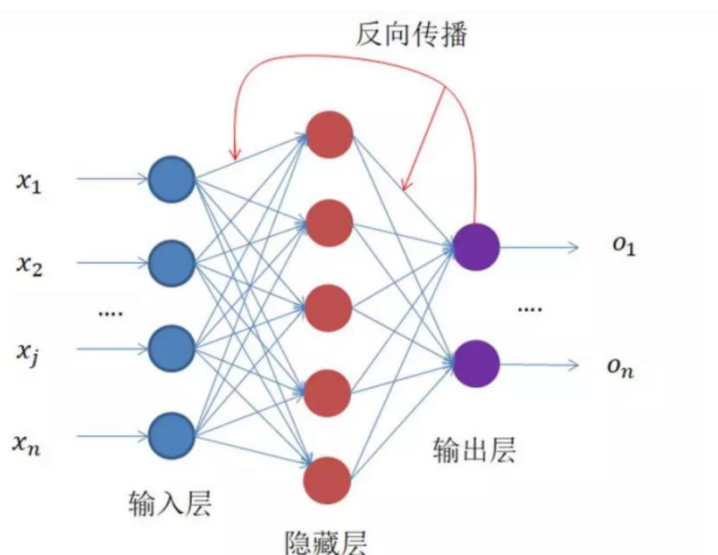 反向传播
x₁
x₂
....
xⱼ
xₙ
o₁
....
oₙ
输入层
隐藏层
输出层